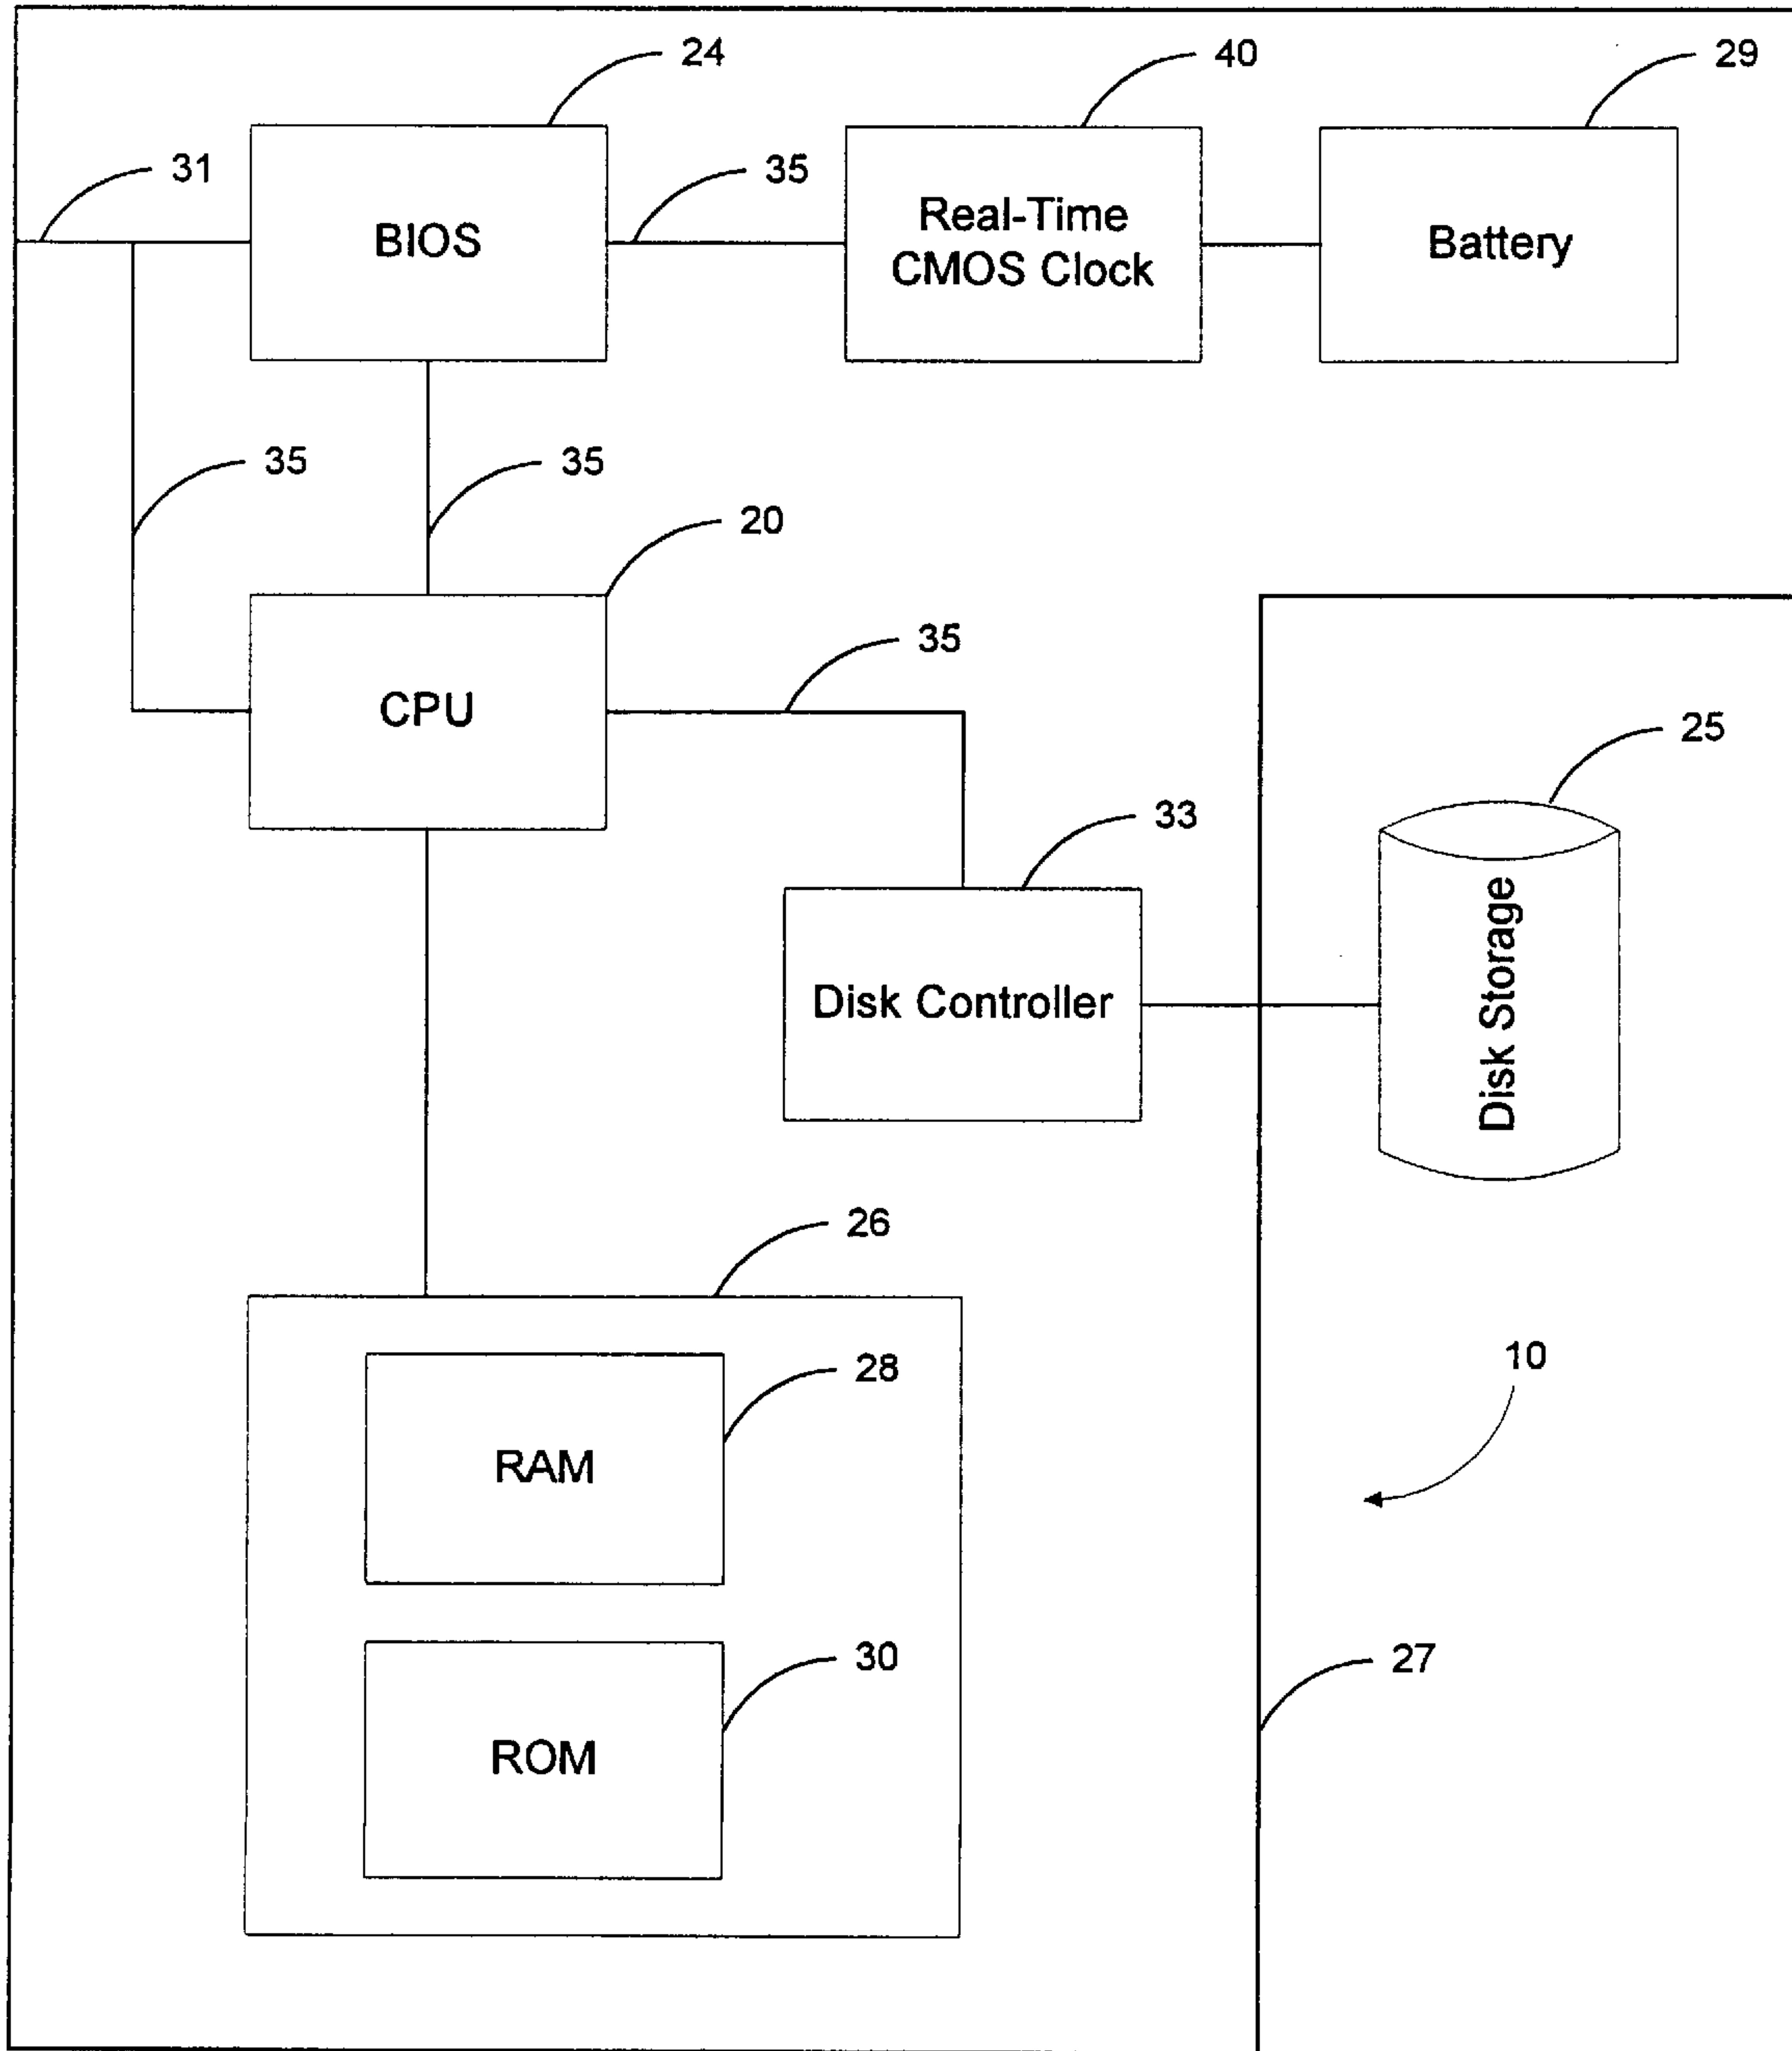 24
40
29
31
35
BIOS
Real-Time
CMOS Clock
Battery
35
35
20
35
CPU
25
33
Disk Controller
Disk Storage
26
28
10
RAM
30
27
ROM